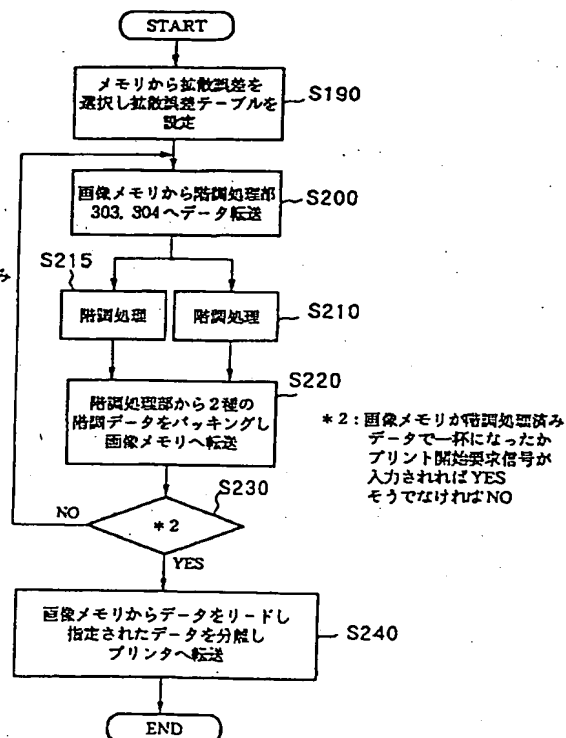 START
メモリから拡散誤差を
選択し拡散誤差テーブルを
設定
S190
画像メモリから階調処理部
303, 304へデータ転送
S200
み
S215
階調処理
階調処理
S210
S220
階調処理部から2種の
階調データをパッキングし
画像メモリへ転送
*2:画像メモリが階調処理済み
データで一杯になったか
プリント開始要求信号が
入力されればYES
そうでなければNO
S230
NO
*2
YES
画像メモリからデータをリードし
指定されたデータを分離し
プリンタへ転送
S240
END